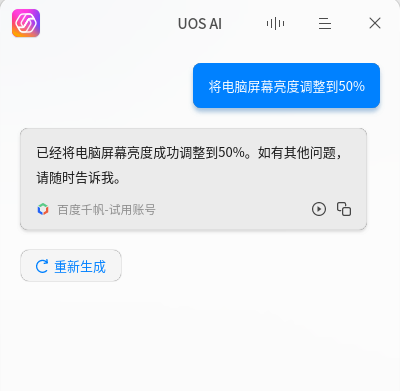 UOS AI
将电脑屏幕亮度调整到50%
已经将电脑屏幕亮度成功调整到50%。如有其他问题，
请随时告诉我。
百度千帆-试用账号
重新生成